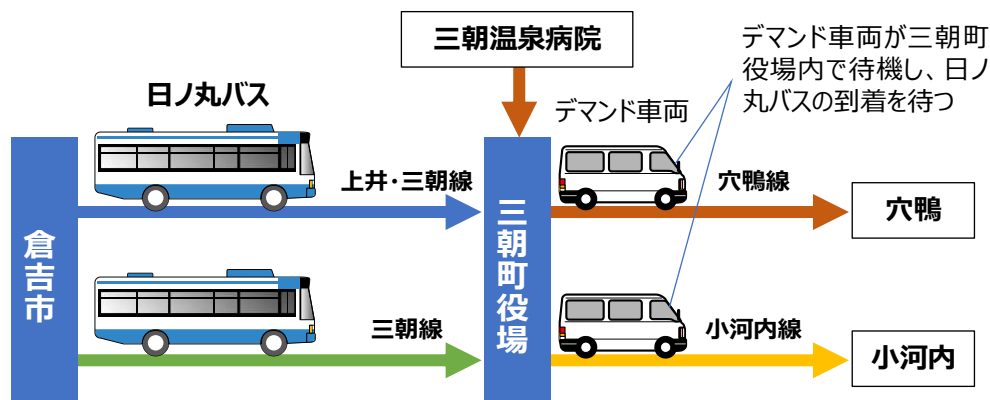 三朝温泉病院
デマンド車両が三朝町
役場内で待機し、日ノ
丸バスの到着を待つ
日ノ丸バス
デマンド車両
倉吉市
上井・三朝線
三朝町役場
穴鴨線
穴鴨
三朝線
小河内線
小河内